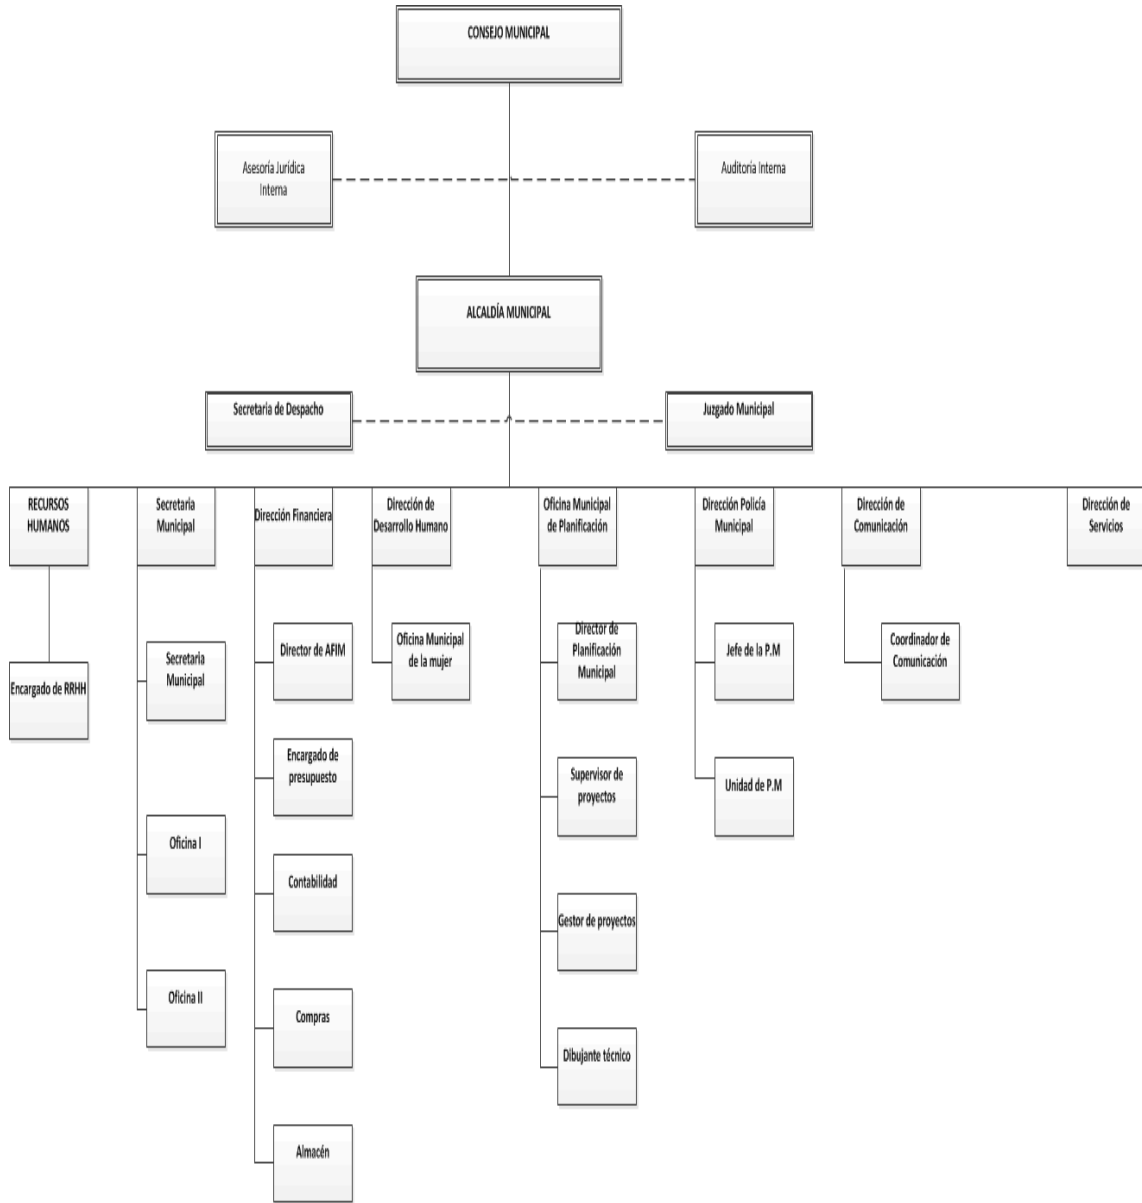 CONSEJO MUNICIPAL
Asesoría Jurídica
Interna
Auditoría Interna
ALCALDÍA MUNICIPAL
Secretaria de Despacho
Juzgado Municipal
RECURSOS
HUMANOS
Secretaria
Municipal
Dirección Financiera
Dirección de
Desarrollo Humano
Oficina Municipal
de Planificación
Dirección Policía
Municipal
Dirección de
Comunicación
Dirección de
Servicios
Encargado de RRHH
Secretaria
Municipal
Oficina I
Oficina II
Director de AFIM
Encargado de
presupuesto
Contabilidad
Compras
Almacén
Oficina Municipal
de la mujer
Director de
Planificación
Municipal
Supervisor de
proyectos
Gestor de proyectos
Dibujante técnico
Jefe de la P.M
Unidad de P.M
Coordinador de
Comunicación